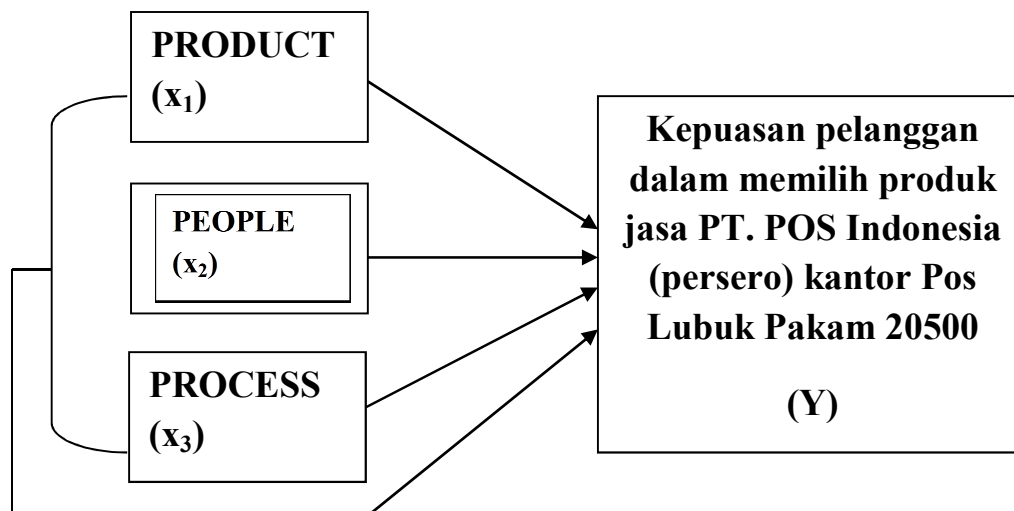 PRODUCT
(x₁)
PEOPLE
(x₂)
PROCESS
(x₃)
Kepuasan pelanggan
dalam memilih produk
jasa PT. POS Indonesia
(persero) kantor Pos
Lubuk Pakam 20500
(Y)